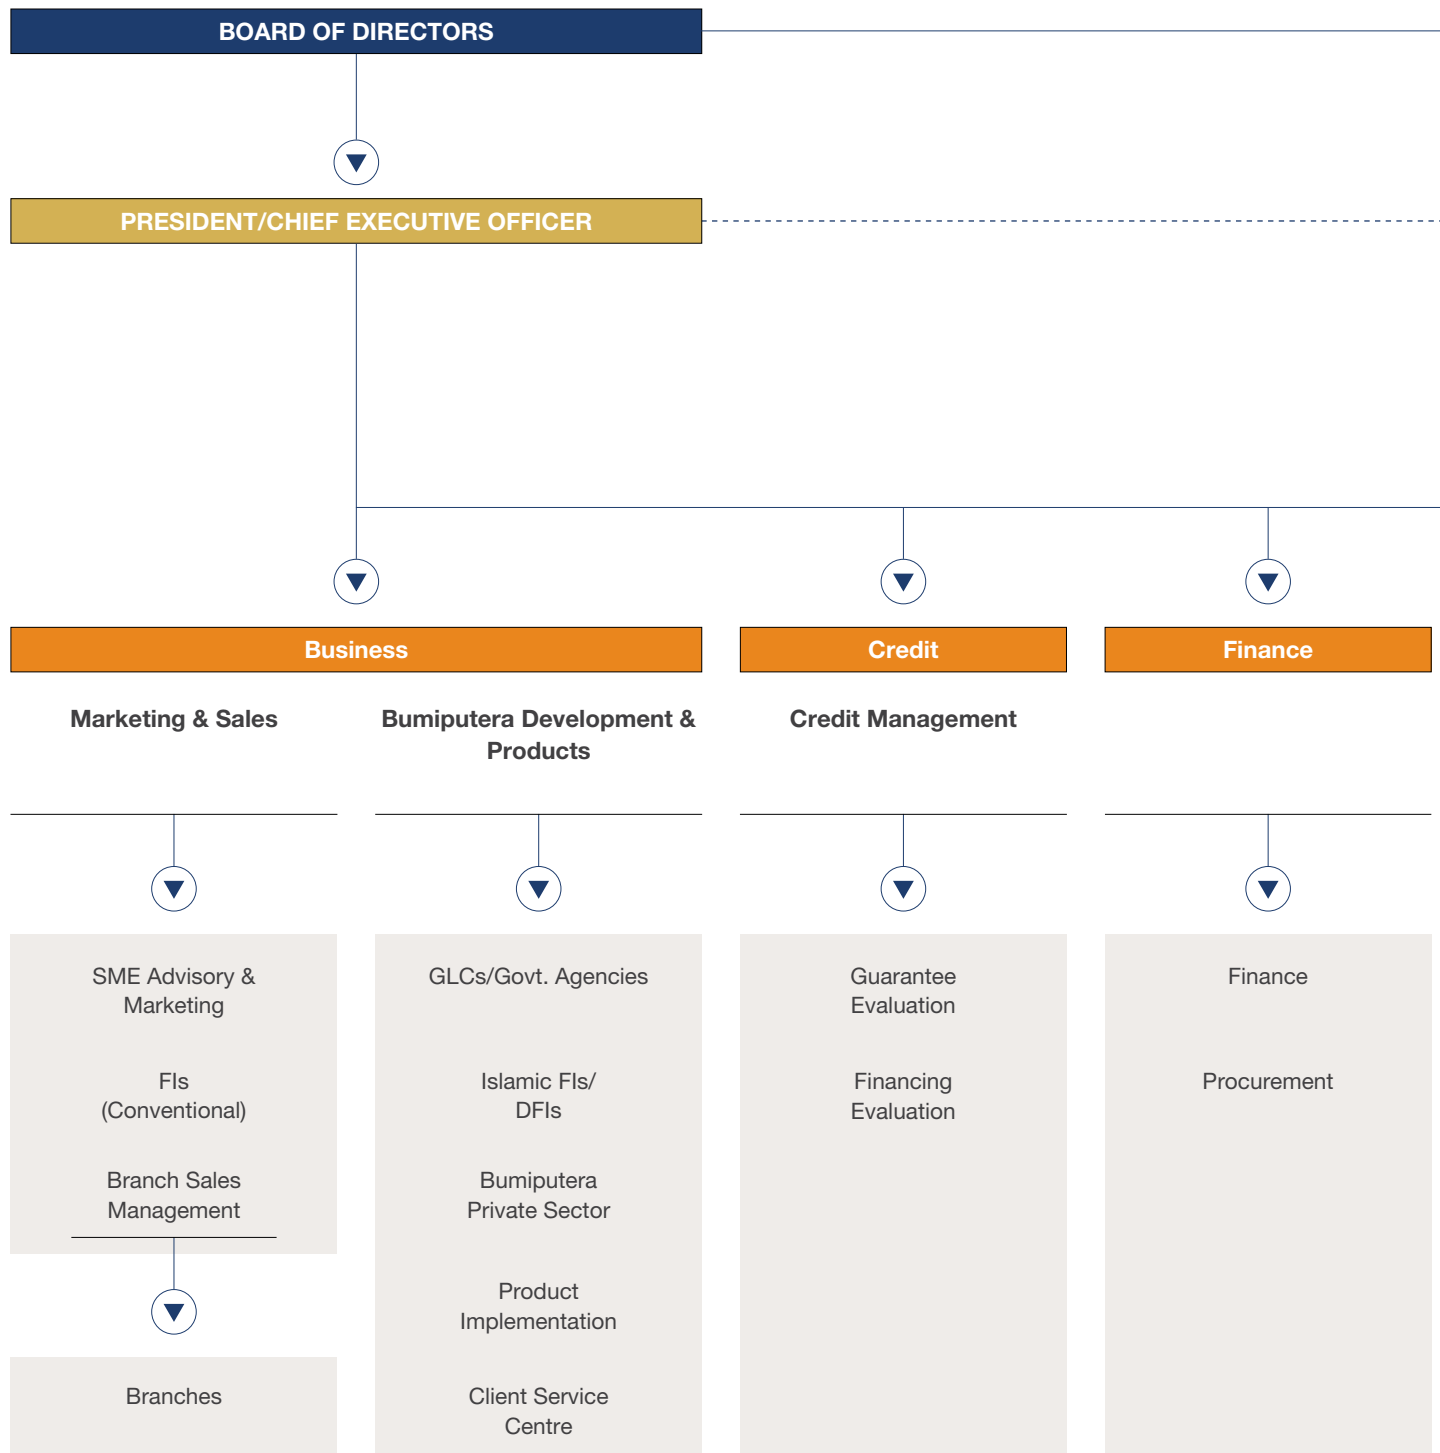 BOARD OF DIRECTORS
PRESIDENT/CHIEF EXECUTIVE OFFICER
Business
Credit
Finance
Marketing & Sales
Bumiputera Development &
Products
Credit Management
SME Advisory &
Marketing
FIs
(Conventional)
Branch Sales
Management
Branches
GLCs/Govt. Agencies
Islamic FIs/
DFIs
Bumiputera
Private Sector
Product
Implementation
Client Service
Centre
Guarantee
Evaluation
Financing
Evaluation
Finance
Procurement